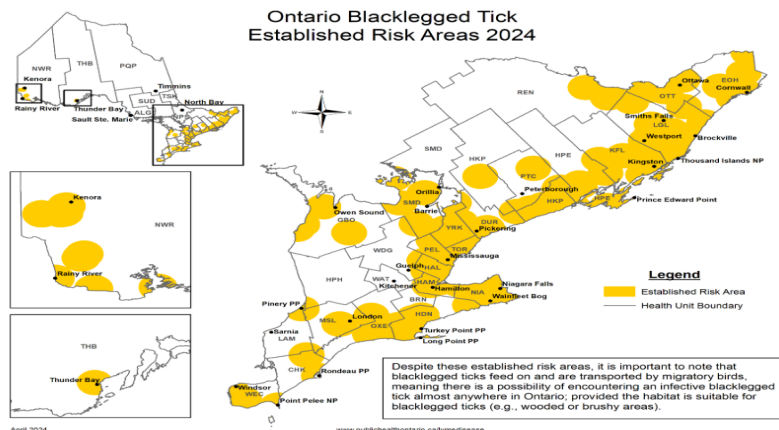 Ontario Blacklegged Tick
Established Risk Areas 2024
NWR
Kenora
THB
PQP
Timmins
TSK
SUD
North Bay
Rainy River
Thunder Bay
ALG
NPS
Sault Ste. Marie
N
W
E
S
REN
Ottawa
EOH
OTT
Cornwall
Smiths Falls
LGL
Brockville
Westport
KFL
SMD
HKP
HPE
PTC
Kingston
Thousand Islands NP
Orillia
Peterborough
HKP
HPE
Prince Edward Point
Kenora
NWR
Rainy River
Owen Sound
GBO
SMD
Barrie
DUR
YRK
Pickering
WDG
PEL
TOR
Mississauga
Guelph
HAL
WAT
Kitchener
HPH
HAM
Hamilton
Niagara Falls
NIA
Wainfleet Bog
BRN
Pinery PP
HDN
London
MSL
OXE
Turkey Point PP
Sarnia
LAM
Long Point PP
CHK
Rondeau PP
Windsor
WEC
Point Pelee NP
THB
Thunder Bay
Legend
Established Risk Area
Health Unit Boundary
Despite these established risk areas, it is important to note that
blacklegged ticks feed on and are transported by migratory birds,
meaning there is a possibility of encountering an infective blacklegged
tick almost anywhere in Ontario; provided the habitat is suitable for
blacklegged ticks (e.g., wooded or brushy areas).
April 2024
www.publichealthontario.ca/lymedisease